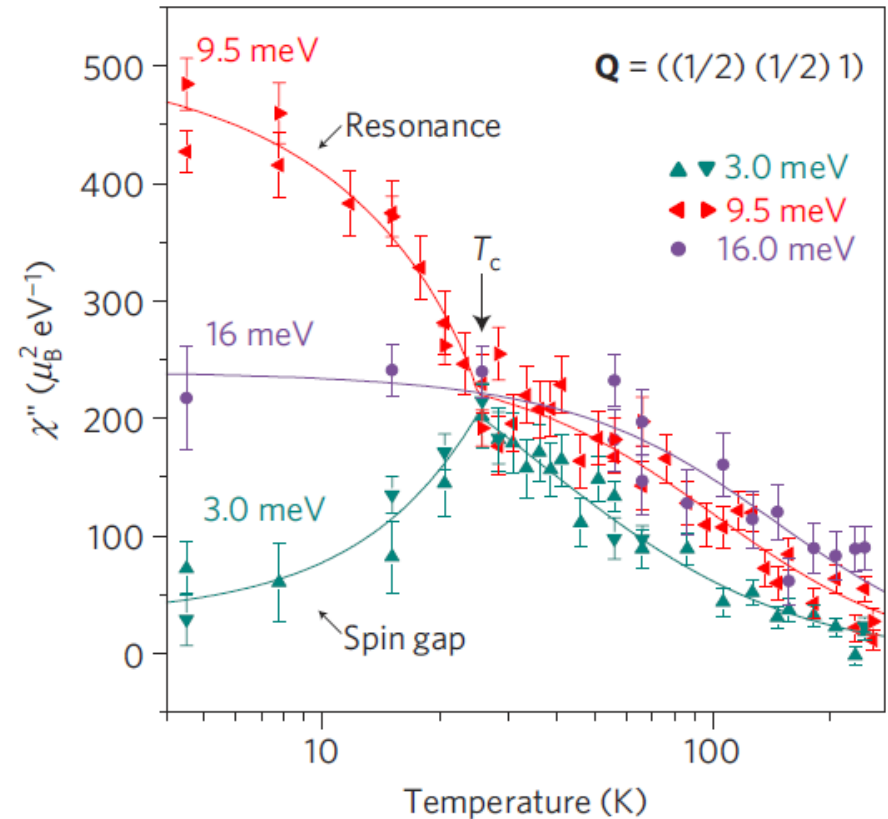 9.5 meV
Q = ((1/2) (1/2) 1)
Resonance
▲ ▼ 3.0 meV
◀ ▶ 9.5 meV
● 16.0 meV
T_c
16 meV
3.0 meV
Spin gap
500
400
300
200
100
0
χ'' (μ_B^2 eV^−1)
10
100
Temperature (K)